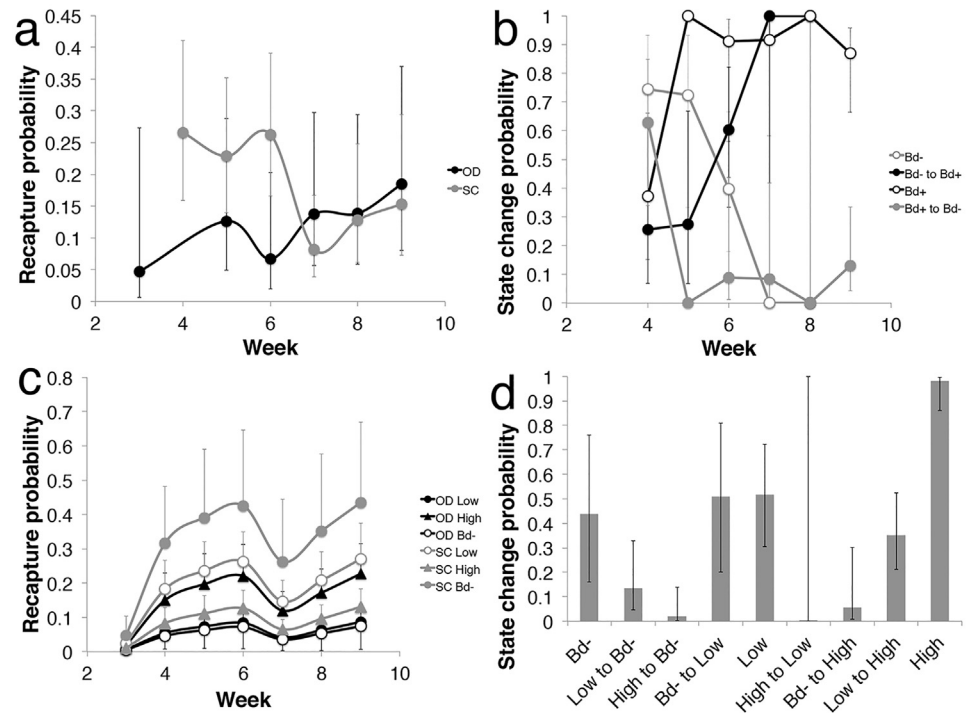 a
0.45
0.4
0.35
0.3
0.25
0.2
0.15
0.1
0.05
0
2 4 6 8 10
Recapture probability
Week
OD
SC
b
1
0.9
0.8
0.7
0.6
0.5
0.4
0.3
0.2
0.1
0
2 4 6 8 10
State change probability
Week
Bd-
Bd- to Bd+
Bd+
Bd+ to Bd-
c
0.8
0.7
0.6
0.5
0.4
0.3
0.2
0.1
0
2 4 6 8 10
Recapture probability
Week
OD Low
OD High
OD Bd-
SC Low
SC High
SC Bd-
d
1
0.9
0.8
0.7
0.6
0.5
0.4
0.3
0.2
0.1
0
State change probability
Bd-
Low to Bd-
High to Bd-
Bd- to Low
Low
High to Low
Bd- to High
Low to High
High